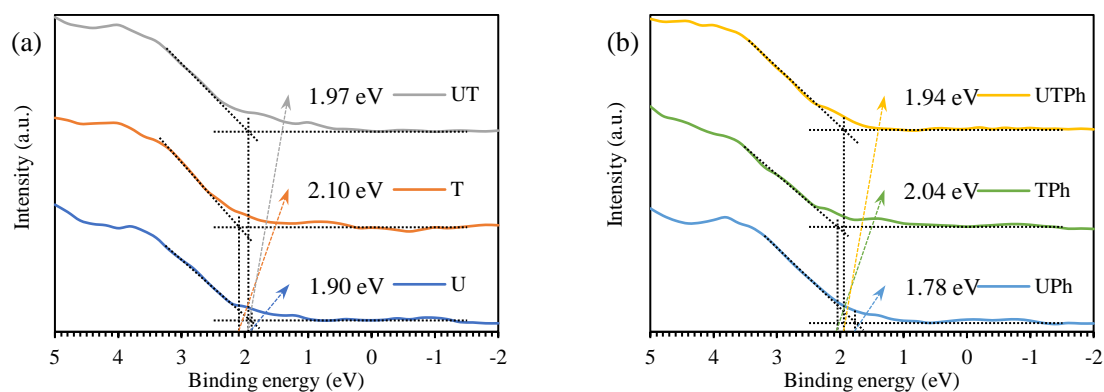 (a)
Intensity (a.u.)
1.97 eV UT
2.10 eV T
1.90 eV U
5 4 3 2 1 0 -1 -2
Binding energy (eV)
(b)
Intensity (a.u.)
1.94 eV UTPh
2.04 eV TPh
1.78 eV UPh
5 4 3 2 1 0 -1 -2
Binding energy (eV)